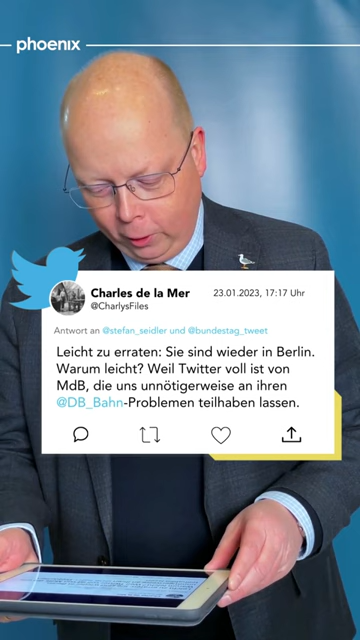 phoenix
Charles de la Mer
23.01.2023, 17:17 Uhr
@CharlysFiles
Antwort an @stefan_seidler und @bundestag_tweet
Leicht zu erraten: Sie sind wieder in Berlin.
Warum leicht? Weil Twitter voll ist von
MdB, die uns unnötigerweise an ihren
@DB_Bahn-Problemen teilhaben lassen.